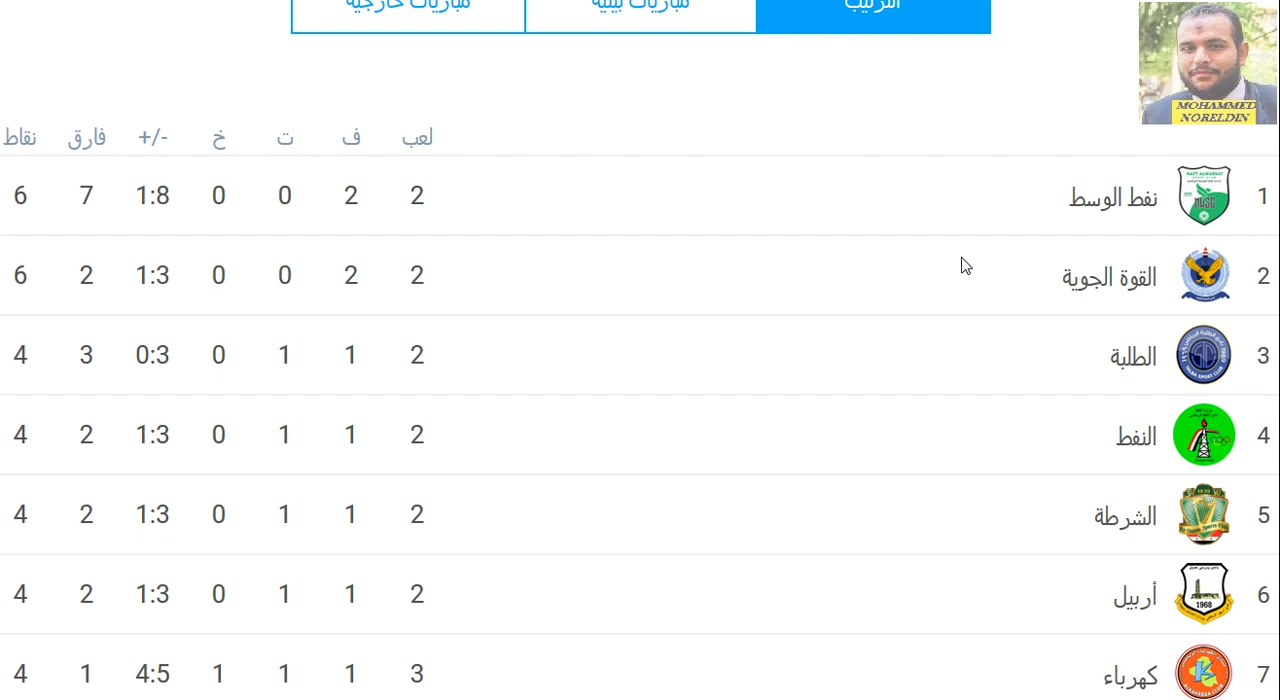 الترتيب مباريات بيتية مباريات خارجية
MOHAMMED
NORELDIN
لعب ف ت خ +/- فارق نقاط
1 نفط الوسط 2 2 0 0 1:8 7 6
2 القوة الجوية 2 2 0 0 1:3 2 6
3 الطلبة 2 1 1 0 0:3 3 4
4 النفط 2 1 1 0 1:3 2 4
5 الشرطة 2 1 1 0 1:3 2 4
6 أربيل 2 1 1 0 1:3 2 4
1968
7 كهرباء 3 1 1 1 4:5 1 4